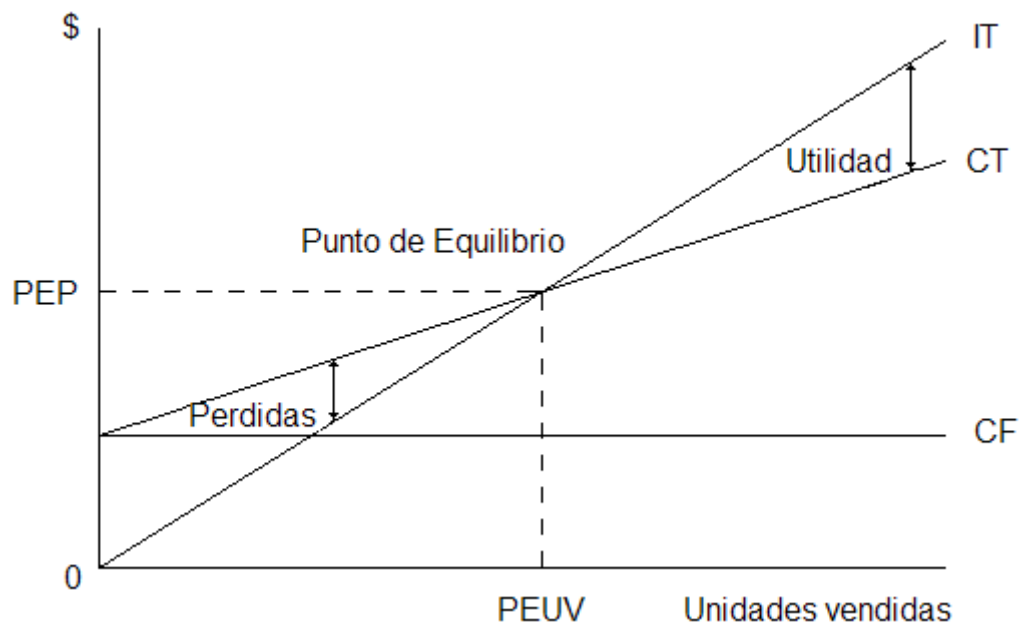 $
IT
Utilidad
CT
Punto de Equilibrio
PEP
Perdidas
CF
0
PEUV
Unidades vendidas